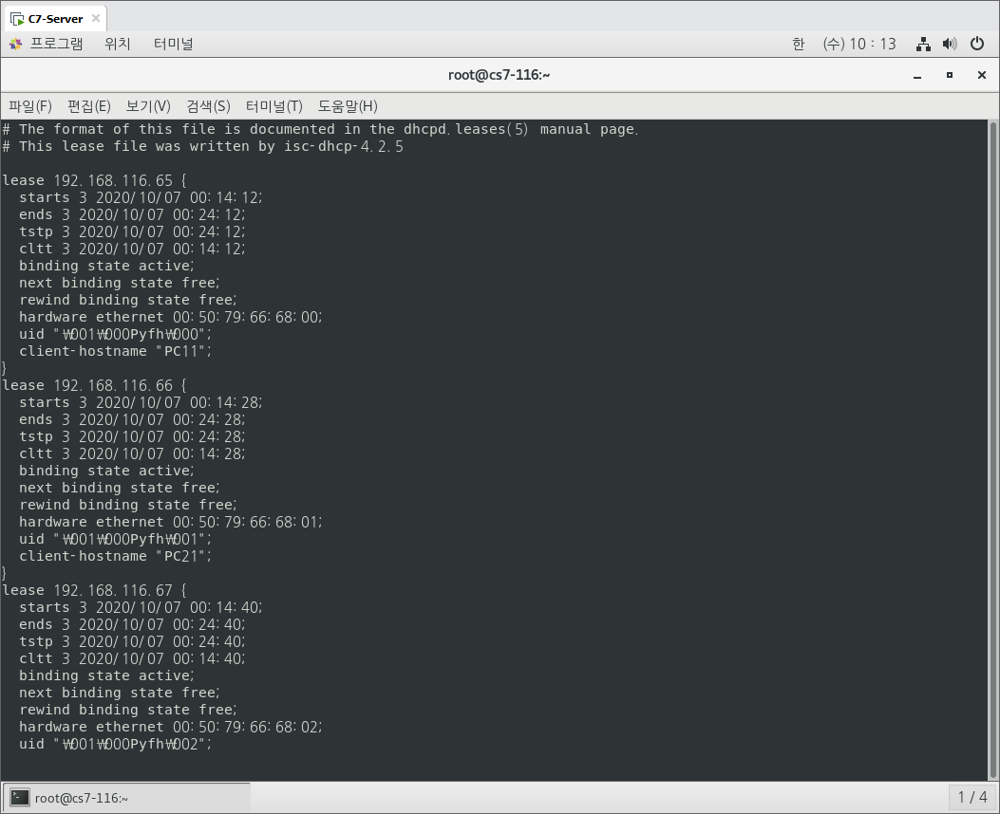 C7-Server
프로그램 위치 터미널 한 (수) 10 : 13
root@cs7-116:~
파일(F) 편집(E) 보기(V) 검색(S) 터미널(T) 도움말(H)
# The format of this file is documented in the dhcpd.leases(5) manual page.
# This lease file was written by isc-dhcp-4.2.5
lease 192.168.116.65 {
starts 3 2020/10/07 00:14:12;
ends 3 2020/10/07 00:24:12;
tstp 3 2020/10/07 00:24:12;
cltt 3 2020/10/07 00:14:12;
binding state active;
next binding state free;
rewind binding state free;
hardware ethernet 00:50:79:66:68:00;
uid "₩001₩000Pyfh₩000";
client-hostname "PC11";
}
lease 192.168.116.66 {
starts 3 2020/10/07 00:14:28;
ends 3 2020/10/07 00:24:28;
tstp 3 2020/10/07 00:24:28;
cltt 3 2020/10/07 00:14:28;
binding state active;
next binding state free;
rewind binding state free;
hardware ethernet 00:50:79:66:68:01;
uid "₩001₩000Pyfh₩001";
client-hostname "PC21";
}
lease 192.168.116.67 {
starts 3 2020/10/07 00:14:40;
ends 3 2020/10/07 00:24:40;
tstp 3 2020/10/07 00:24:40;
cltt 3 2020/10/07 00:14:40;
binding state active;
next binding state free;
rewind binding state free;
hardware ethernet 00:50:79:66:68:02;
uid "₩001₩000Pyfh₩002";
root@cs7-116:~ 1 / 4